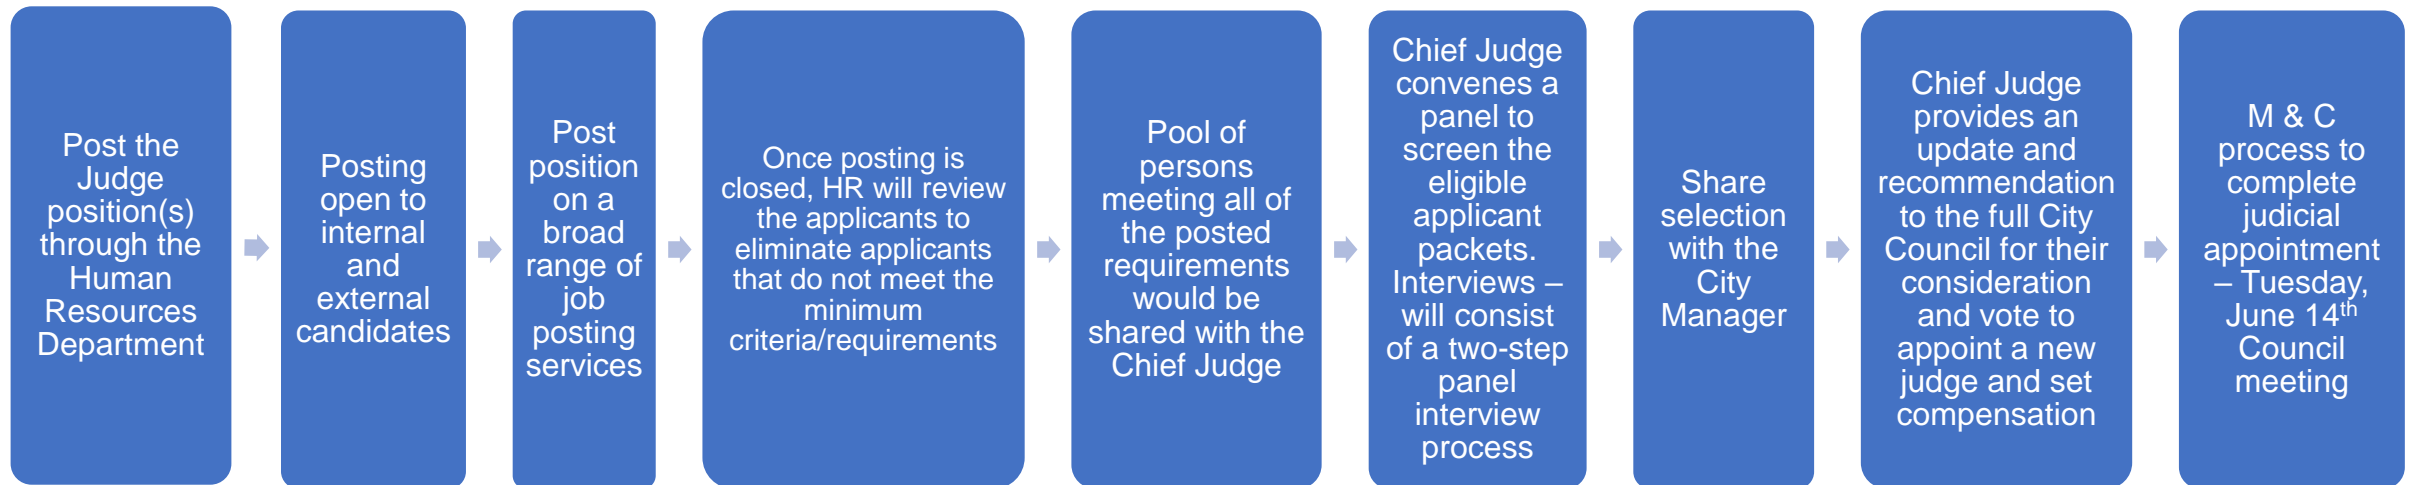 Post the
Judge
position(s)
through the
Human
Resources
Department
Posting
open to
internal
and
external
candidates
Post
position
on a
broad
range of
job
posting
services
Once posting is
closed, HR will review
the applicants to
eliminate applicants
that do not meet the
minimum
criteria/requirements
Pool of
persons
meeting all of
the posted
requirements
would be
shared with the
Chief Judge
Chief Judge
convenes a
panel to
screen the
eligible
applicant
packets.
Interviews –
will consist
of a two-step
panel
interview
process
Share
selection
with the
City
Manager
Chief Judge
provides an
update and
recommendation
to the full City
Council for their
consideration
and vote to
appoint a new
judge and set
compensation
M & C
process to
complete
judicial
appointment
– Tuesday,
June 14th
Council
meeting